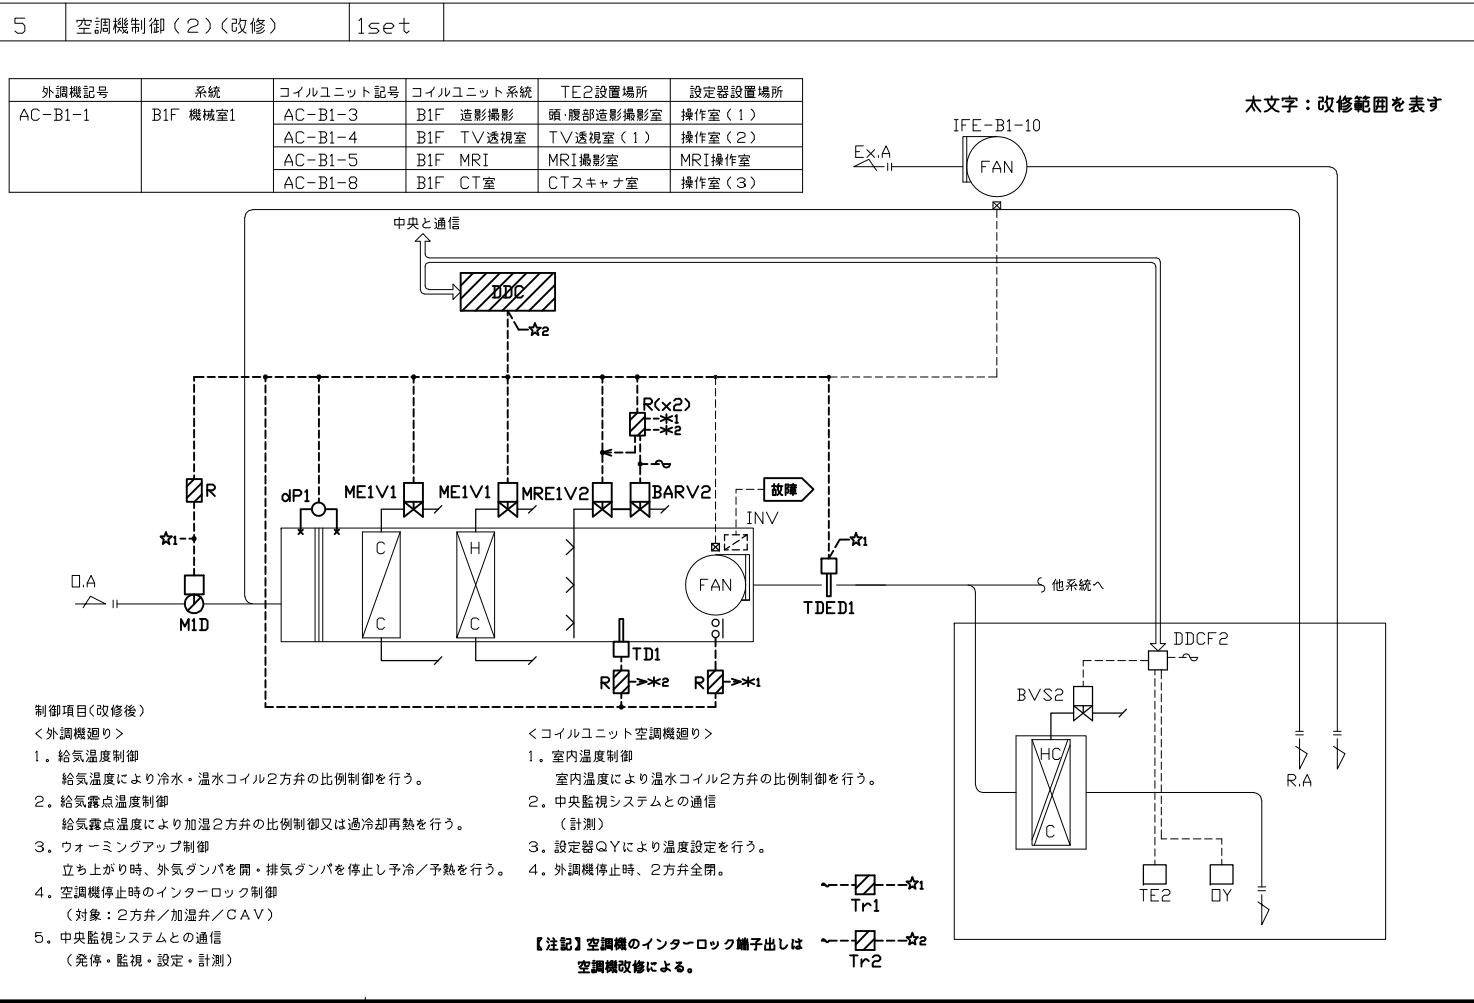 5 空調機制御（２）（改修） 1set
外調機記号 系統 コイルユニット記号 コイルユニット系統 TE2設置場所 設定器設置場所
AC-B1-1 B1F 機械室1 AC-B1-3 B1F 造影撮影 頭・腹部造影撮影室 操作室（１）
AC-B1-4 B1F TV透視室 TV透視室（１） 操作室（２）
AC-B1-5 B1F MRI MRI撮影室 MRI操作室
AC-B1-8 B1F CT室 CTスキャナ室 操作室（３）
太文字：改修範囲を表す
IFE-B1-10
Ex.A
FAN
中央と通信
DDC
☆2
R(x2)
*1
*2
R
dP1
ME1V1
ME1V1
MRE1V2
BARV2
故障
INV
☆1
☆1
C
H
O.A
FAN
他系統へ
TDED1
M1D
C
C
TD1
R
*2
R
*1
DDCF2
BVS2
HC
C
R.A
TE2
QY
制御項目(改修後）
＜外調機廻り＞
１。給気温度制御
給気温度により冷水・温水コイル２方弁の比例制御を行う。
２。給気露点温度制御
給気露点温度により加湿２方弁の比例制御又は過冷却再熱を行う。
３。ウォーミングアップ制御
立ち上がり時、外気ダンパを開・排気ダンパを停止し予冷／予熱を行う。
４。空調機停止時のインターロック制御
（対象：２方弁／加湿弁／ＣＡＶ）
５。中央監視システムとの通信
（発停・監視・設定・計測）
＜コイルユニット空調機廻り＞
１。室内温度制御
室内温度により温水コイル２方弁の比例制御を行う。
２。中央監視システムとの通信
（計測）
３。設定器ＱＹにより温度設定を行う。
４。外調機停止時、２方弁全閉。
☆1
Tr1
☆2
Tr2
【注記】空調機のインターロック端子出しは
空調機改修による。